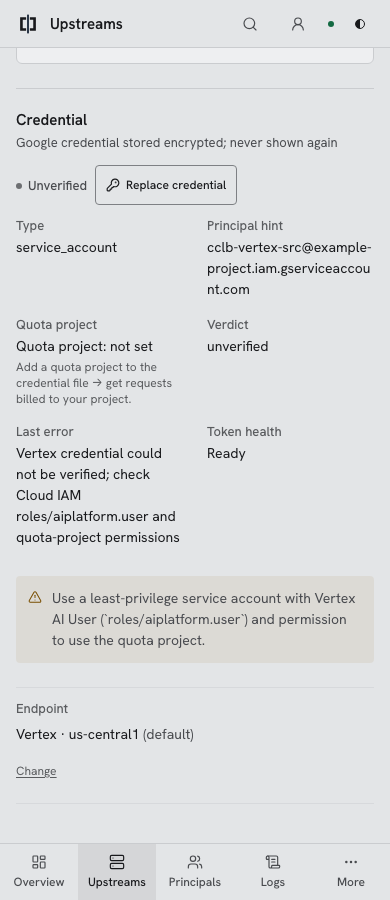 Upstreams
Credential
Google credential stored encrypted; never shown again
Unverified
Replace credential
Type
service_account
Principal hint
cclb-vertex-src@example-
project.iam.gserviceaccou
nt.com
Quota project
Quota project: not set
Add a quota project to the
credential file → get requests
billed to your project.
Verdict
unverified
Last error
Vertex credential could
not be verified; check
Cloud IAM
roles/aiplatform.user and
quota-project permissions
Token health
Ready
Use a least-privilege service account with Vertex
AI User (`roles/aiplatform.user`) and permission
to use the quota project.
Endpoint
Vertex · us-central1 (default)
Change
Overview
Upstreams
Principals
Logs
More